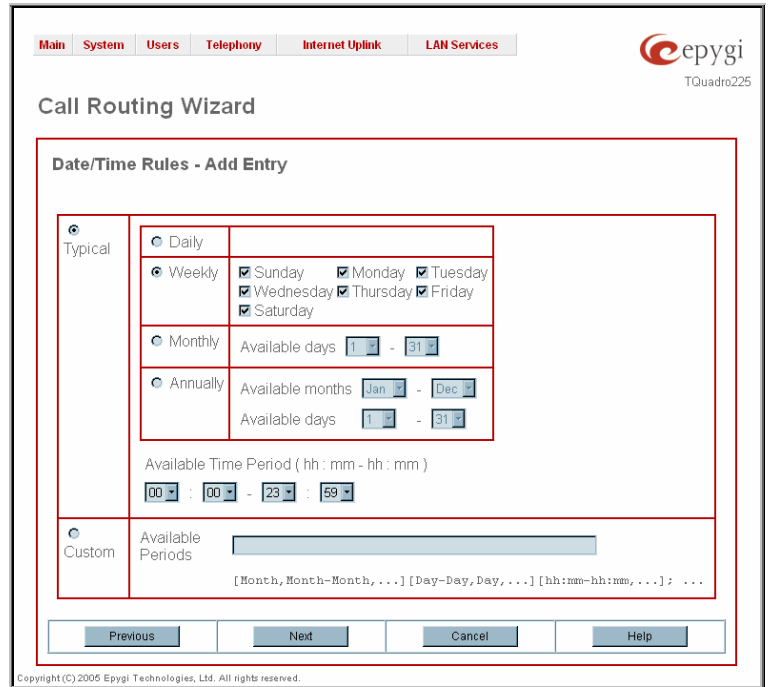 Main System Users Telephony Internet Uplink LAN Services
epygi
TQuadro225
Call Routing Wizard
Date/Time Rules - Add Entry
Typical
Daily
Weekly Sunday Monday Tuesday
Wednesday Thursday Friday
Saturday
Monthly Available days 1 - 31
Annually Available months Jan - Dec
Available days 1 - 31
Available Time Period ( hh : mm - hh : mm )
00 : 00 - 23 : 59
Custom
Available Periods
[Month,Month-Month,...][Day-Day,Day,...][hh:mm-hh:mm,...]; ...
Previous Next Cancel Help
Copyright (C) 2005 Epygi Technologies, Ltd. All rights reserved.